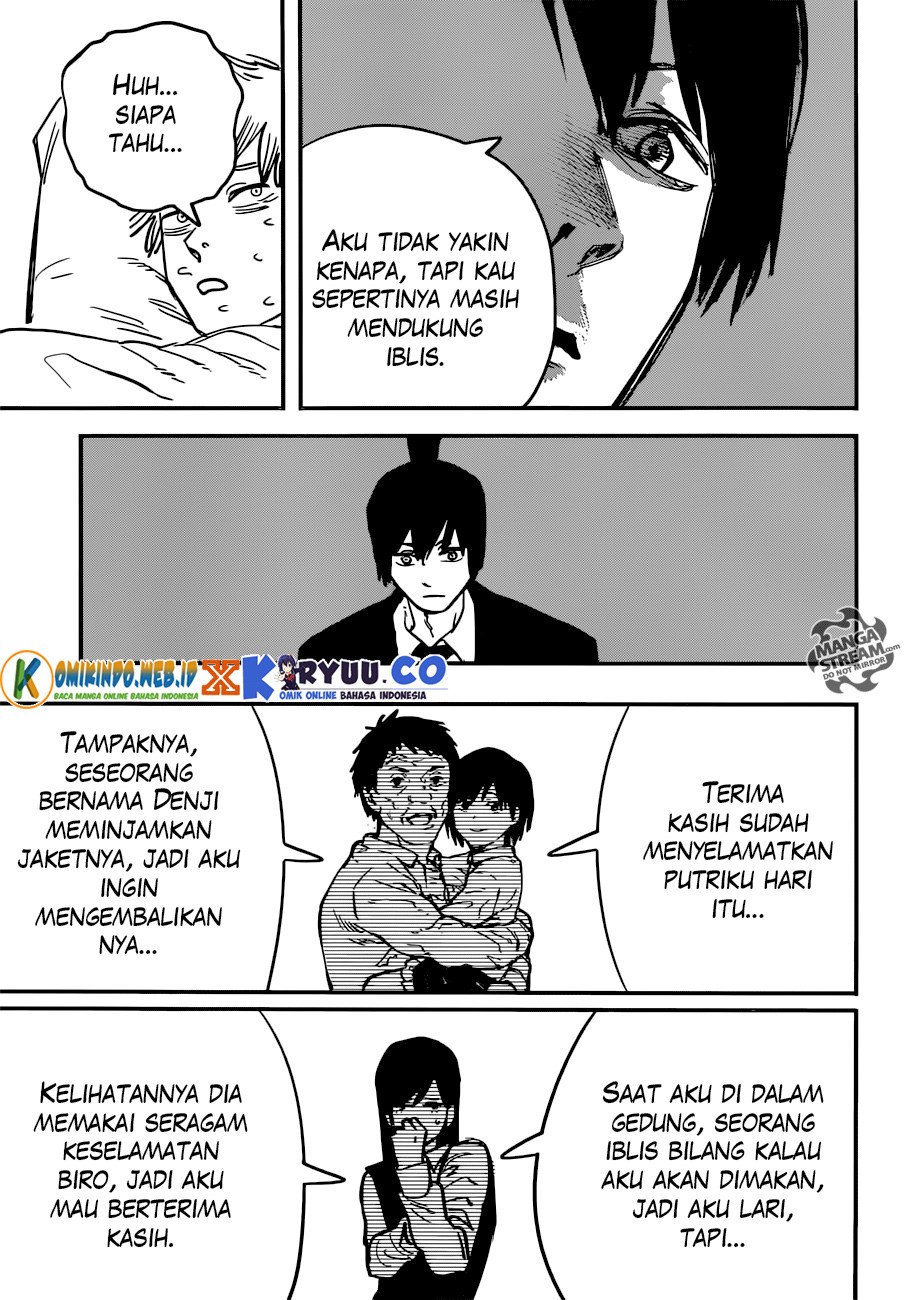 AKU TIDAK YAKIN
KENAPA, TAPI KAU
SEPERTINYA MASIH
MENDUKUNG
IBLIS.
HUH...
SIAPA
TAHU...
MANGA
STREAM.COM
DO NOT MIRROR!
KOMIKINDO.WEB.ID X KIRYUU.CO
BACA MANGA ONLINE BAHASA INDONESIA
OMIK ONLINE BAHASA INDONESIA
TERIMA
KASIH SUDAH
MENYELAMATKAN
PUTRIKU HARI
ITU...
TAMPAKNYA,
SESEORANG
BERNAMA DENJI
MEMINJAMKAN
JAKETNYA, JADI AKU
INGIN
MENGEMBALIKAN
NYA...
SAAT AKU DI DALAM
GEDUNG, SEORANG
IBLIS BILANG KALAU
AKU AKAN DIMAKAN,
JADI AKU LARI,
TAPI...
KELIHATANNYA DIA
MEMAKAI SERAGAM
KESELAMATAN
BIRO, JADI AKU
MAU BERTERIMA
KASIH.